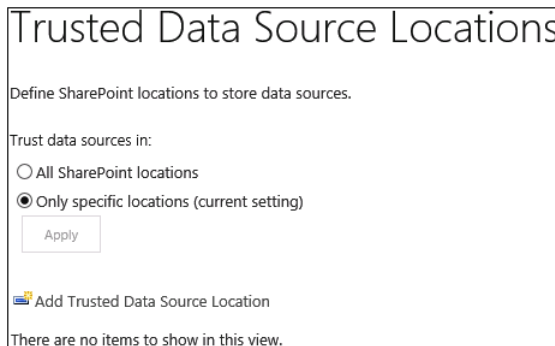 Trusted Data Source Locations
Define SharePoint locations to store data sources.
Trust data sources in:
All SharePoint locations
Only specific locations (current setting)
Apply
Add Trusted Data Source Location
There are no items to show in this view.